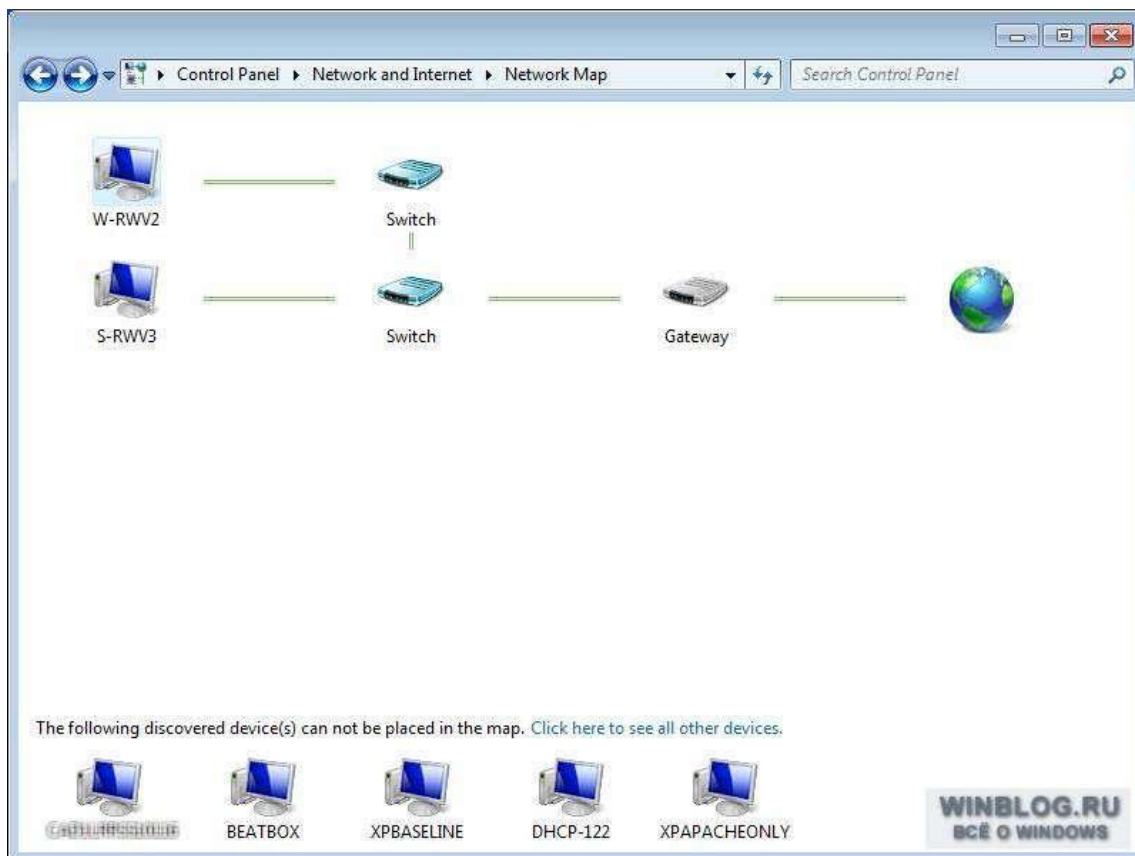 Control Panel Network and Internet Network Map Search Control Panel
W-RWV2 Switch
S-RWV3 Switch Gateway
The following discovered device(s) can not be placed in the map. Click here to see all other devices.
BEATBOX XPBASELINE DHCP-122 XPAPACHEONLY
WINBLOG.RU
ВСЁ О WINDOWS